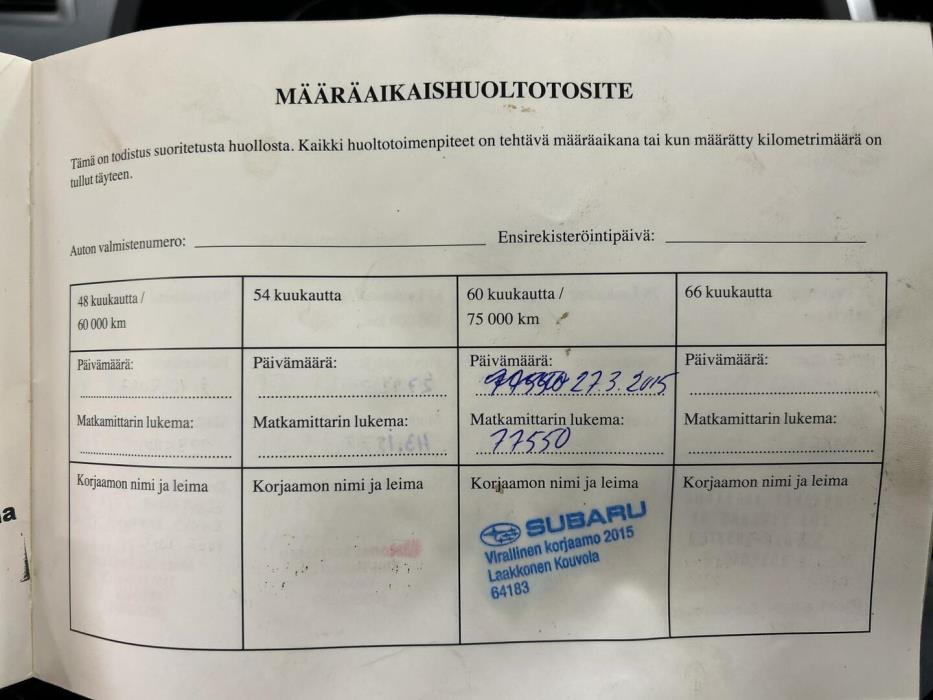 MÄÄRÄAIKAISHUOLTOTOSITE
Tämä on todistus suoritetusta huollosta. Kaikki huoltotoimenpiteet on tehtävä määräaikana tai kun määrätty kilometrimäärä on
tullut täyteen.
Auton valmistenumero: Ensirekisteröintipäivä:
48 kuukautta /
60 000 km
54 kuukautta
60 kuukautta /
75 000 km
66 kuukautta
Päivämäärä:
Päivämäärä:
Päivämäärä:
27.3.2015
Päivämäärä:
Matkamittarin lukema:
Matkamittarin lukema:
Matkamittarin lukema:
77550
Matkamittarin lukema:
Korjaamon nimi ja leima
Korjaamon nimi ja leima
Korjaamon nimi ja leima
SUBARU
Virallinen korjaamo 2015
Laakkonen Kouvola
64183
Korjaamon nimi ja leima